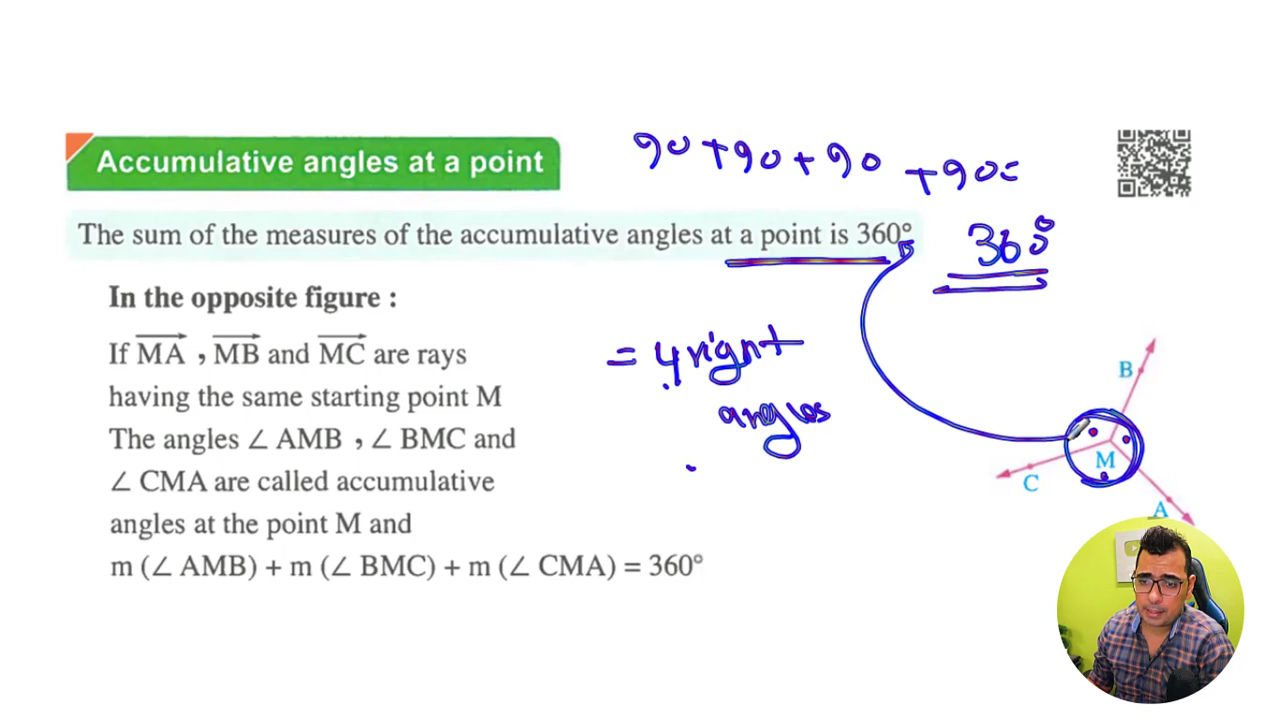 Accumulative angles at a point
90 + 90 + 90 + 90 =
The sum of the measures of the accumulative angles at a point is 360°
360°
In the opposite figure :
If MA , MB and MC are rays
= 4 right
having the same starting point M
angles
The angles ∠ AMB , ∠ BMC and
∠ CMA are called accumulative
angles at the point M and
m (∠ AMB) + m (∠ BMC) + m (∠ CMA) = 360°
B
M
C
A